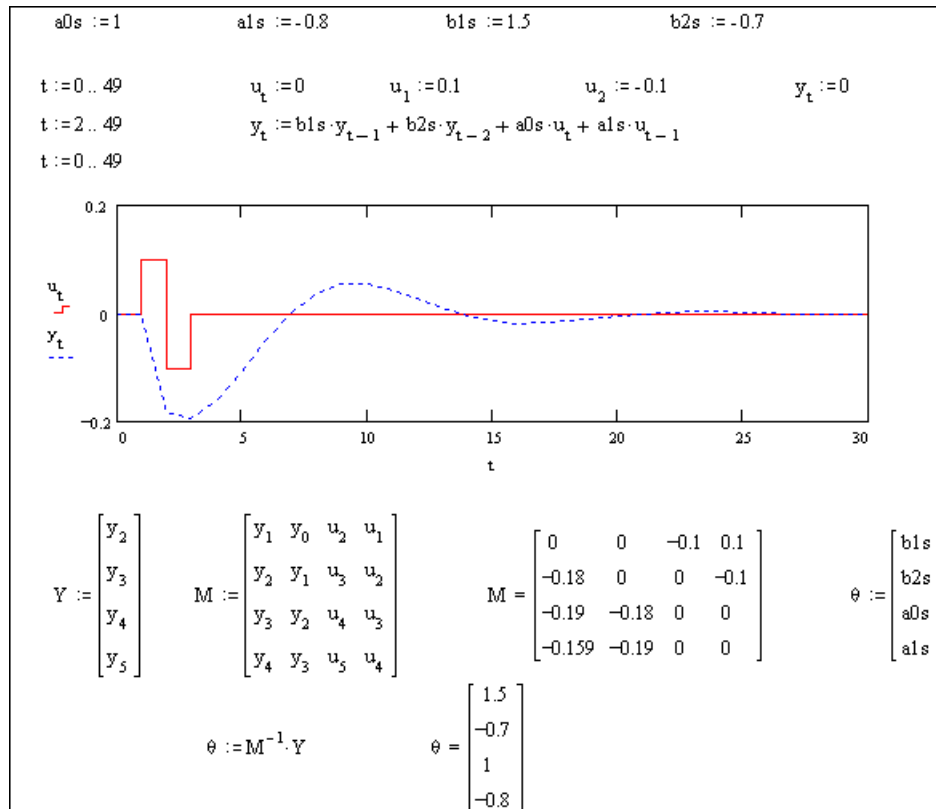 a0s := 1 a1s := -0.8 b1s := 1.5 b2s := -0.7
t := 0 .. 49 u_t := 0 u_1 := 0.1 u_2 := -0.1 y_t := 0
t := 2 .. 49 y_t := b1s·y_{t-1} + b2s·y_{t-2} + a0s·u_t + a1s·u_{t-1}
t := 0 .. 49
0.2
u_t
0
y_t
-0.2
0 5 10 15 20 25 30
t
Y := [y_2 y_3 y_4 y_5]
M := [y_1 y_0 u_2 u_1
y_2 y_1 u_3 u_2
y_3 y_2 u_4 u_3
y_4 y_3 u_5 u_4]
M = [0 0 -0.1 0.1
-0.18 0 0 -0.1
-0.19 -0.18 0 0
-0.159 -0.19 0 0]
θ := [b1s b2s a0s a1s]
θ := M^{-1}·Y θ = [1.5 -0.7 1 -0.8]